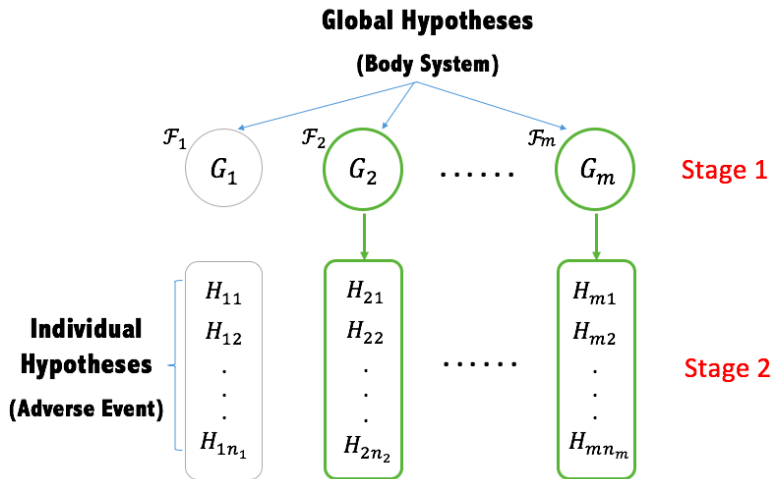 Global Hypotheses
(Body System)
ℱ₁ ℱ₂ ℱₘ
G₁ G₂ ...... Gₘ Stage 1
H₁₁ H₂₁ Hₘ₁
Individual Hypotheses
(Adverse Event)
H₁₂ H₂₂ Hₘ₂
. . ...... . Stage 2
. . .
H₁ₙ₁ H₂ₙ₂ Hₘₙₘ